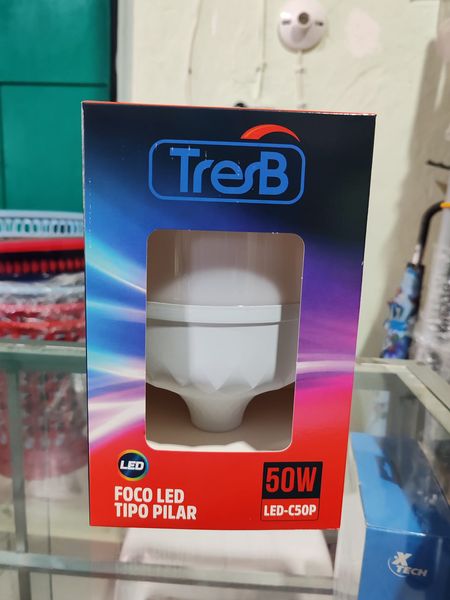 TresB
LED
FOCO LED
TIPO PILAR
50W
LED-C50P
X
TECH